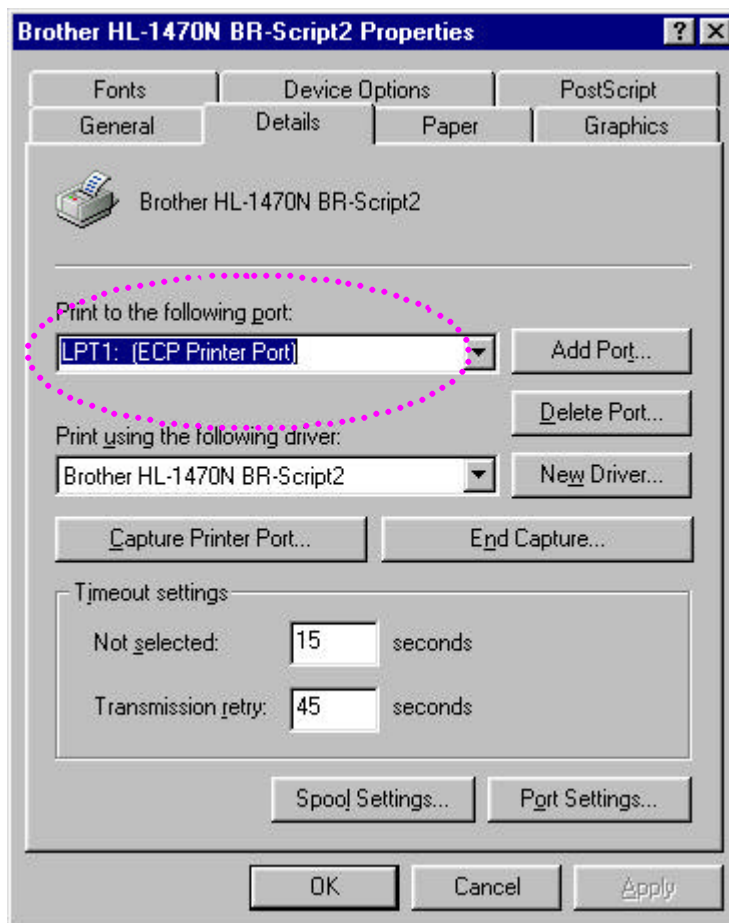 Brother HL-1470N BR-Script2 Properties
Fonts Device Options PostScript
General Details Paper Graphics
Brother HL-1470N BR-Script2
Print to the following port:
LPT1: (ECP Printer Port) Add Port...
Delete Port...
Print using the following driver:
Brother HL-1470N BR-Script2 New Driver...
Capture Printer Port... End Capture...
Timeout settings
Not selected: 15 seconds
Transmission retry: 45 seconds
Spool Settings... Port Settings...
OK Cancel Apply